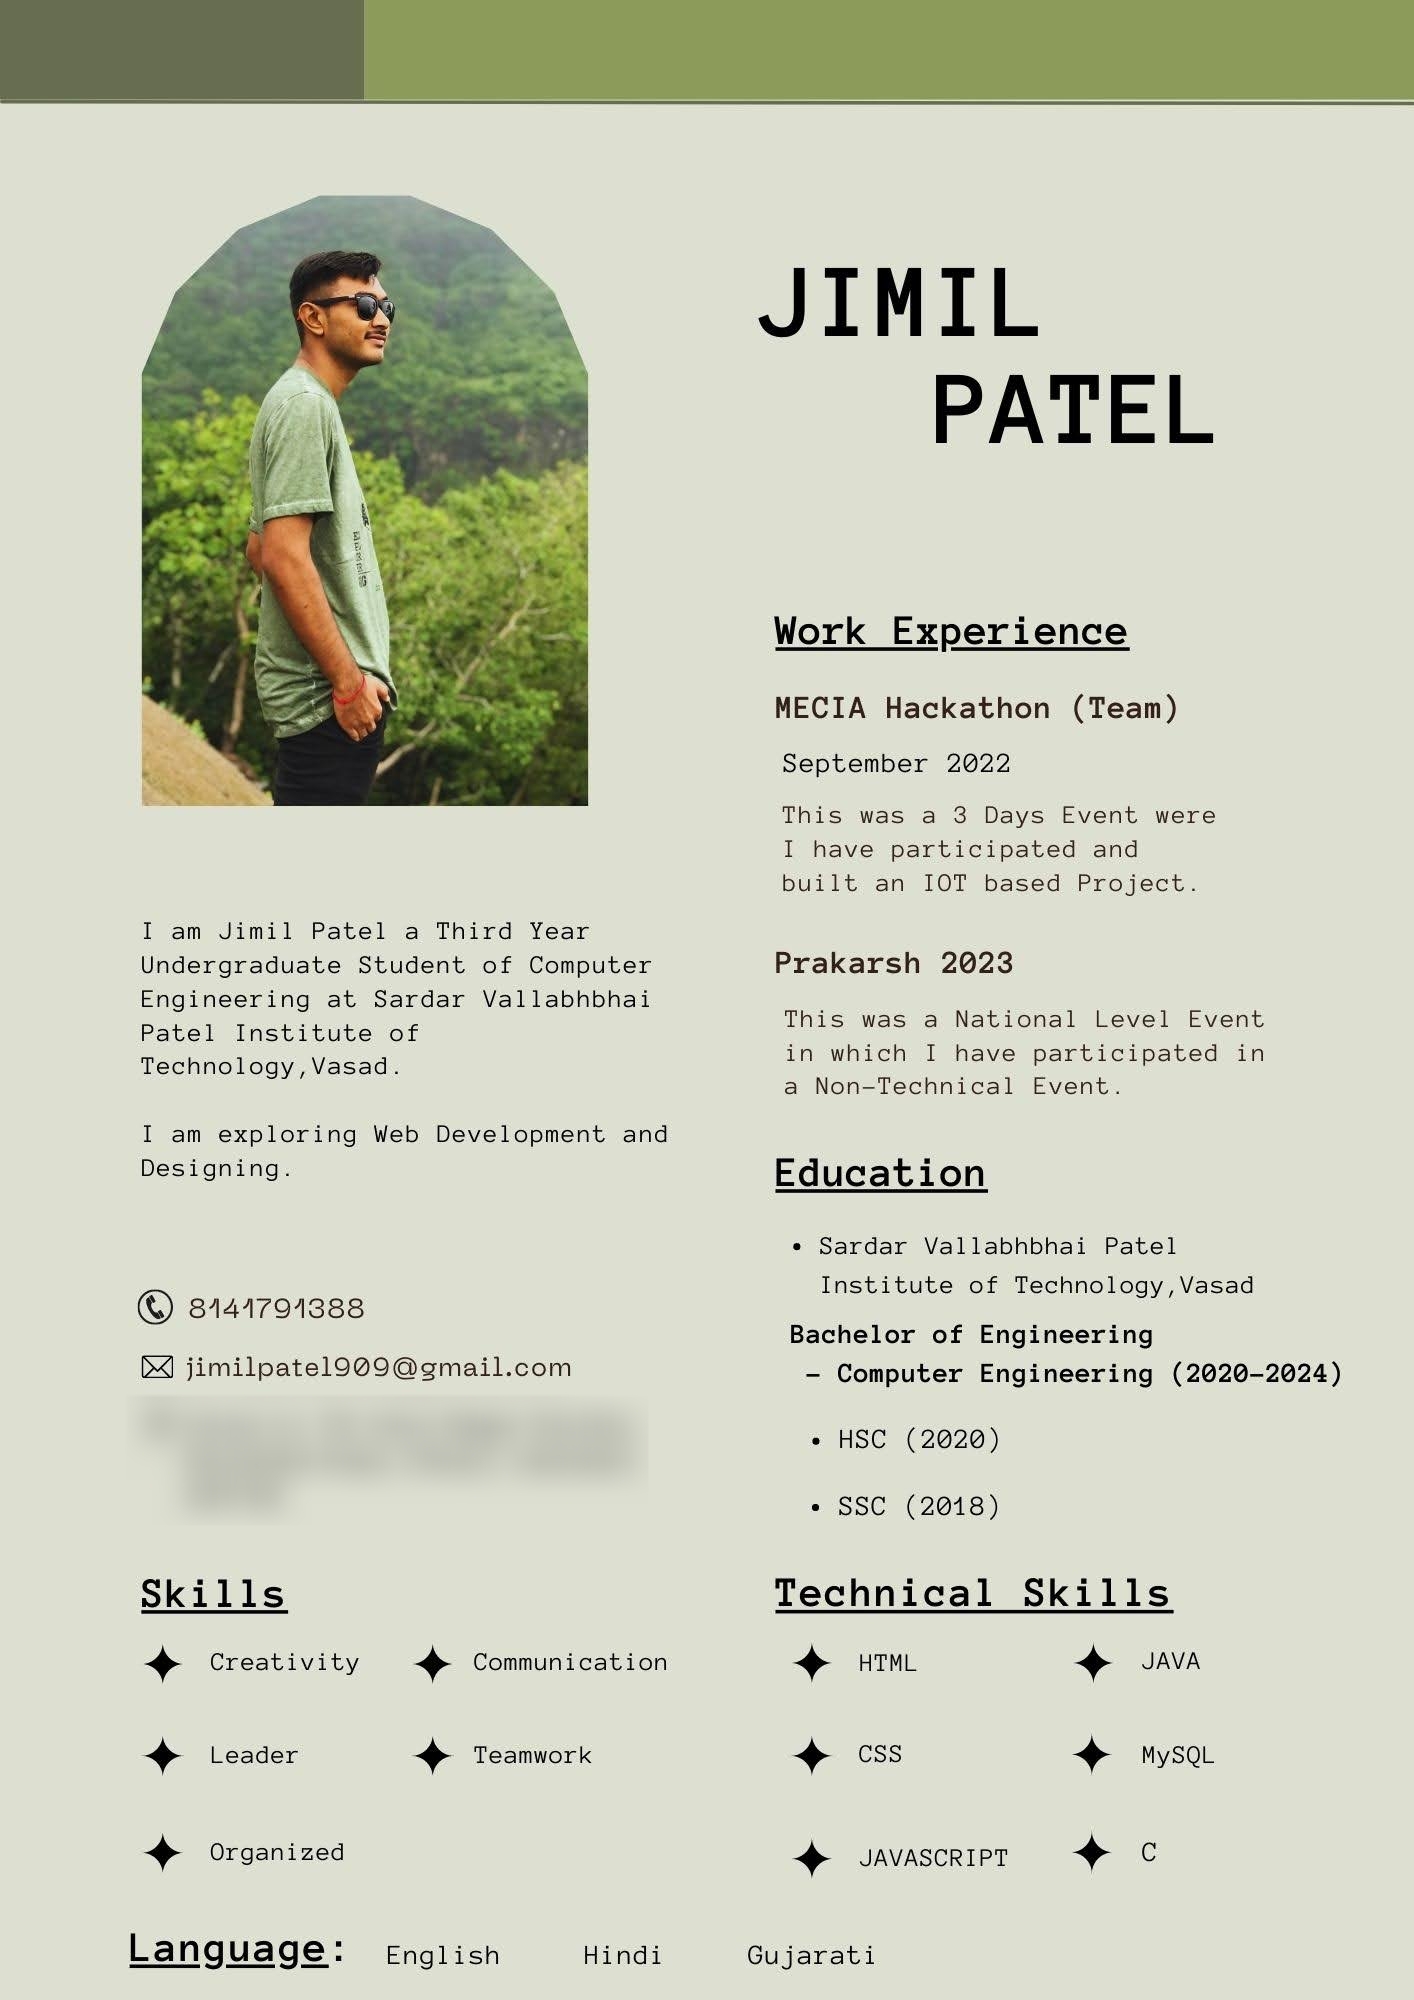 JIMIL
PATEL
I am Jimil Patel a Third Year
Undergraduate Student of Computer
Engineering at Sardar Vallabhbhai
Patel Institute of
Technology,Vasad.
I am exploring Web Development and
Designing.
8141791388
jimilpatel909@gmail.com
Work Experience
MECIA Hackathon (Team)
September 2022
This was a 3 Days Event were
I have participated and
built an IOT based Project.
Prakarsh 2023
This was a National Level Event
in which I have participated in
a Non-Technical Event.
Education
• Sardar Vallabhbhai Patel
Institute of Technology,Vasad
Bachelor of Engineering
- Computer Engineering (2020-2024)
• HSC (2020)
• SSC (2018)
Skills
Creativity Communication
Leader Teamwork
Organized
Technical Skills
HTML JAVA
CSS MySQL
JAVASCRIPT C
Language: English Hindi Gujarati